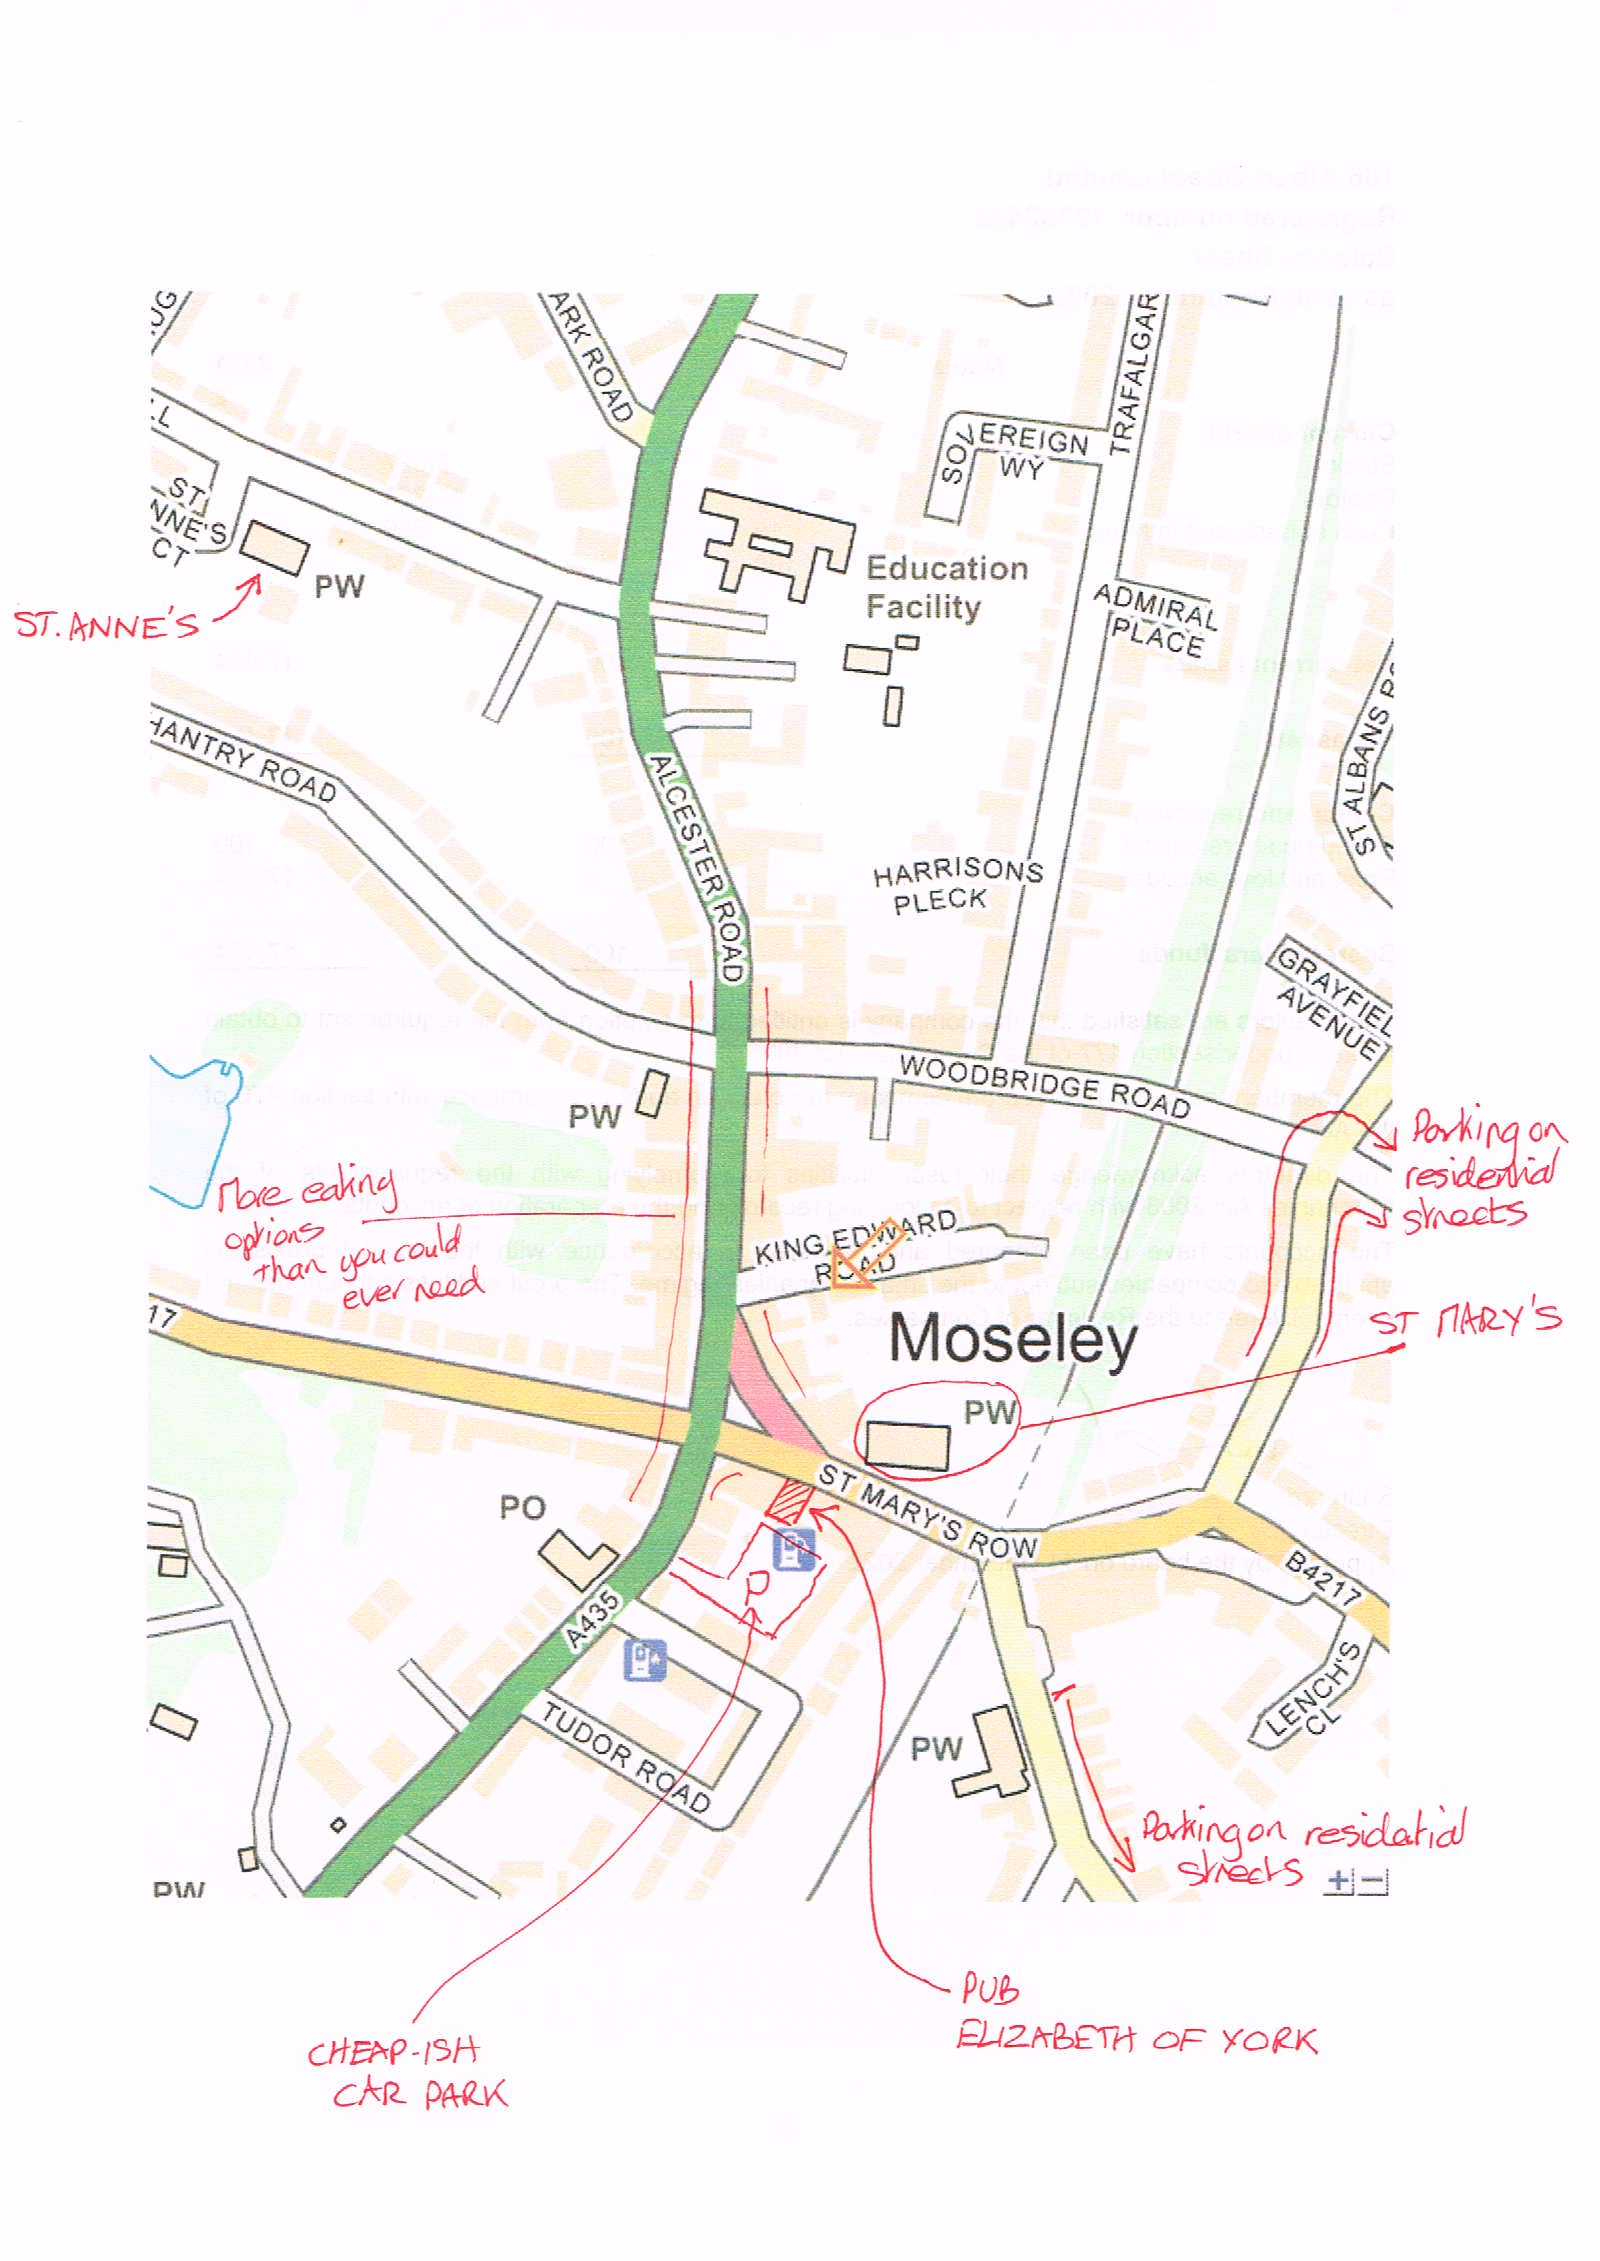 ARK ROAD
TRAFALGAR
SOVEREIGN
WY
ST
NNE'S
CT
PW
Education
Facility
ADMIRAL
PLACE
ST. ANNE'S
HANTRY ROAD
ALCESTER ROAD
ST ALBANS R
HARRISONS
PLECK
GRAYFIEL
AVENUE
WOODBRIDGE ROAD
PW
Parking on
residential
streets
More eating
options
than you could
ever need
KING EDWARD
ROAD
17
Moseley
ST MARY'S
PW
ST MARY'S ROW
PO
B4217
P
A435
LENCH'S
CL
TUDOR ROAD
PW
Parking on residetial
streets
+ −
PW
PUB
ELIZABETH OF YORK
CHEAP-ISH
CAR PARK